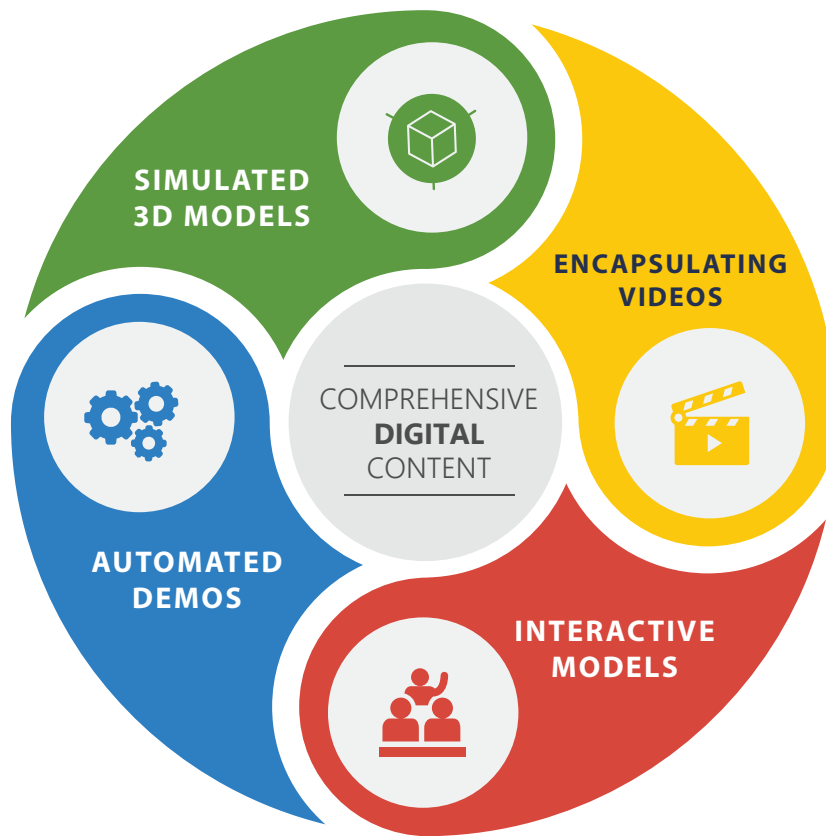 SIMULATED
3D MODELS
ENCAPSULATING
VIDEOS
COMPREHENSIVE
DIGITAL
CONTENT
AUTOMATED
DEMOS
INTERACTIVE
MODELS